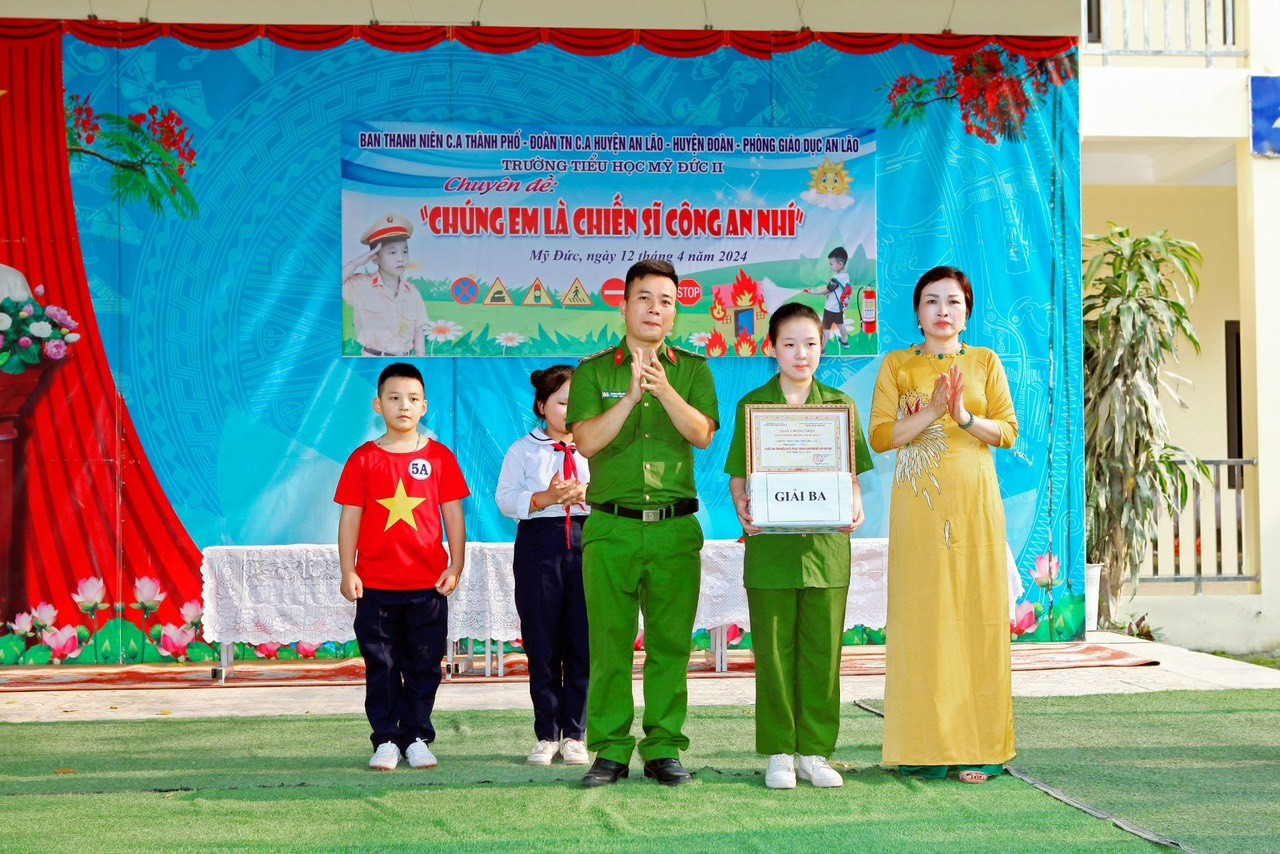 BAN THANH NIÊN C.A THÀNH PHỐ - ĐOÀN TN C.A HUYỆN AN LÃO - HUYỆN ĐOÀN - PHÒNG GIÁO DỤC AN LÃO
TRƯỜNG TIỂU HỌC MỸ ĐỨC II
Chuyên đề:
"CHÚNG EM LÀ CHIẾN SĨ CÔNG AN NHÍ"
Mỹ Đức, ngày 12 tháng 4 năm 2024
STOP
5A
GIẢI BA